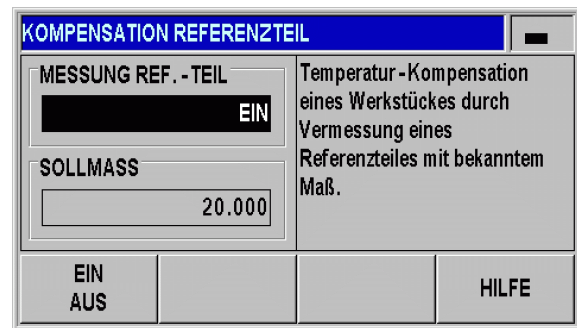 KOMPENSATION REFERENZTEIL
MESSUNG REF. - TEIL
EIN
SOLLMASS
20.000
Temperatur-Kompensation
eines Werkstückes durch
Vermessung eines
Referenzteiles mit bekanntem
Maß.
EIN
AUS
HILFE